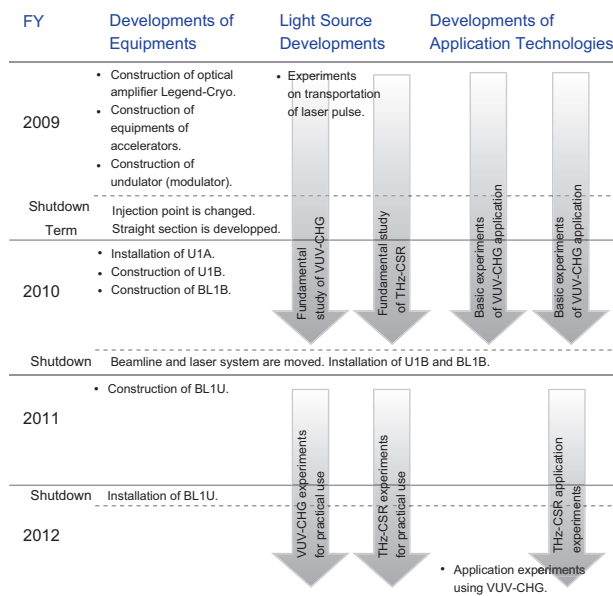 FY
Developments of
Equipments
Light Source
Developments
Developments of
Application Technologies
2009
• Construction of optical
amplifier Legend-Cryo.
• Construction of
equipments of
accelerators.
• Construction of
undulator (modulator).
• Experiments
on transportation
of laser pulse.
Shutdown
Term
Injection point is changed.
Straight section is developped.
2010
• Installation of U1A.
• Construction of U1B.
• Construction of BL1B.
Fundamental
study of VUV-CHG
Fundamental study
of THz-CSR
Basic experiments
of VUV-CHG application
Basic experiments
of VUV-CHG application
Shutdown
Beamline and laser system are moved. Installation of U1B and BL1B.
2011
• Construction of BL1U.
Shutdown
Installation of BL1U.
2012
VUV-CHG experiments
for practical use
THz-CSR experiments
for practical use
THz-CSR application
experiments
• Application experiments
using VUV-CHG.